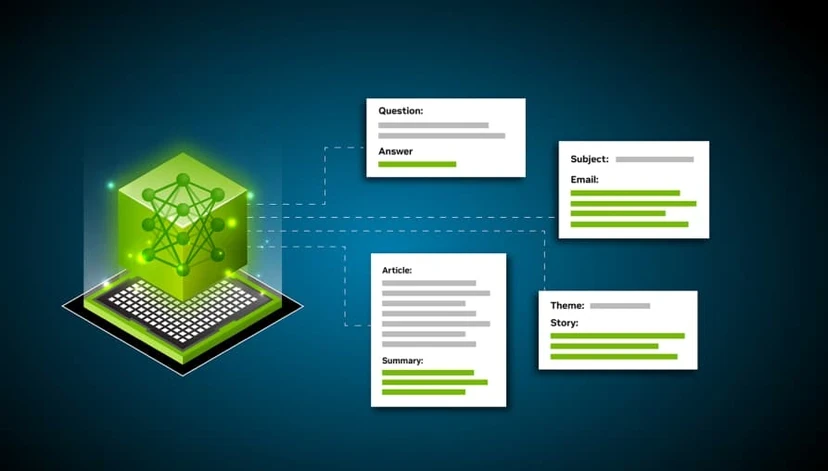 Question:
Answer
Subject:
Email:
Article:
Summary:
Theme:
Story: